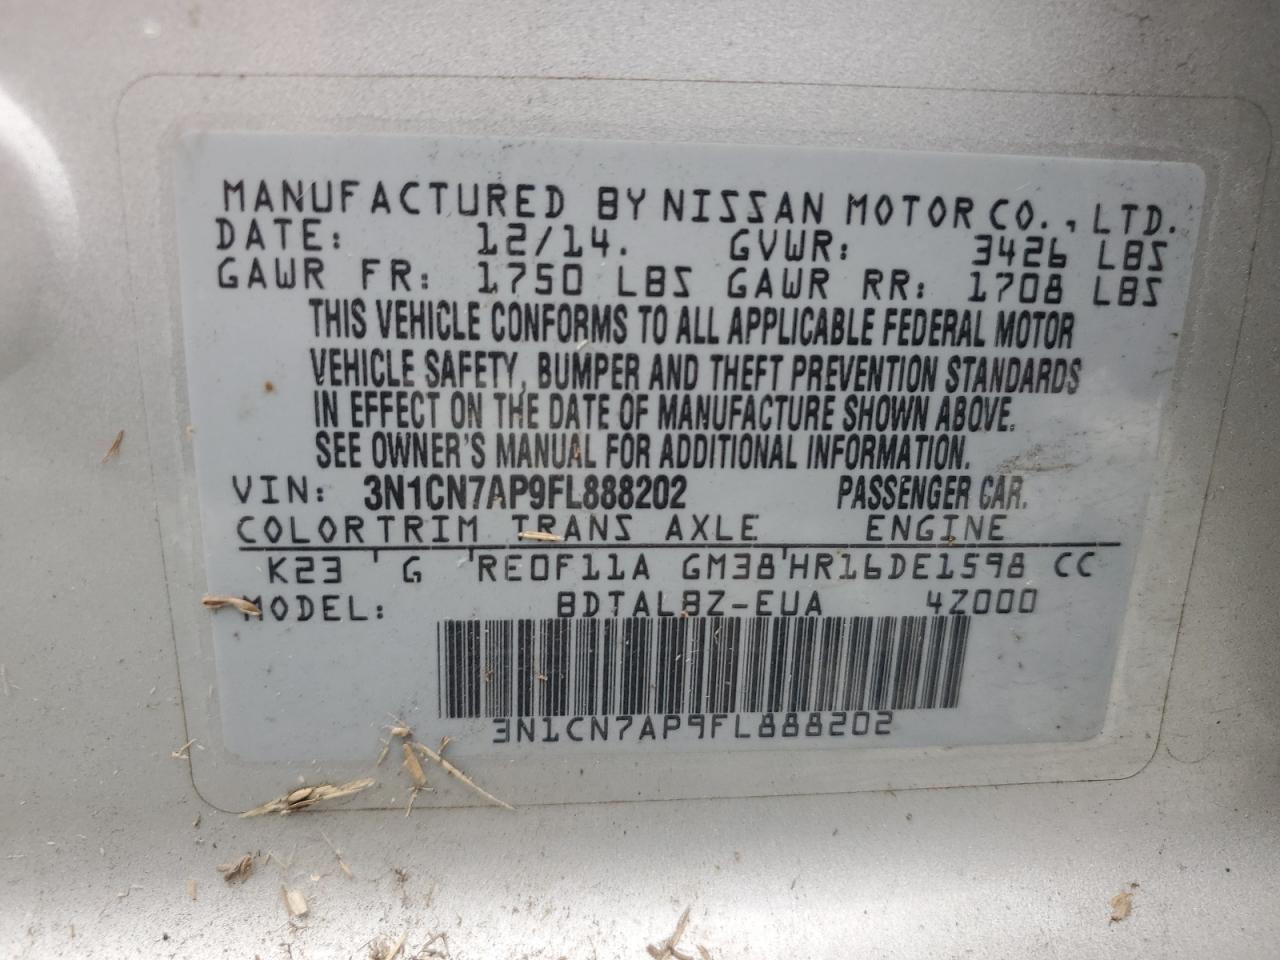 MANUFACTURED BY NISSAN MOTOR CO., LTD.
DATE: 12/14. GVWR: 3426 LBS
GAWR FR: 1750 LBS GAWR RR: 1708 LBS
THIS VEHICLE CONFORMS TO ALL APPLICABLE FEDERAL MOTOR
VEHICLE SAFETY, BUMPER AND THEFT PREVENTION STANDARDS
IN EFFECT ON THE DATE OF MANUFACTURE SHOWN ABOVE.
SEE OWNER'S MANUAL FOR ADDITIONAL INFORMATION.
VIN: 3N1CN7AP9FL888202 PASSENGER CAR.
COLOR TRIM TRANS AXLE ENGINE
K23 ' G 'RE0F11A GM38'HR16DE1598 CC
MODEL: BDTALBZ-EUA 4Z000
3N1CN7AP9FL888202